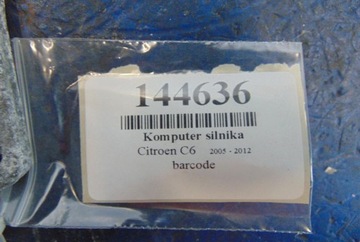 144636
Komputer silnika
Citroen C6 2005 - 2012
barcode